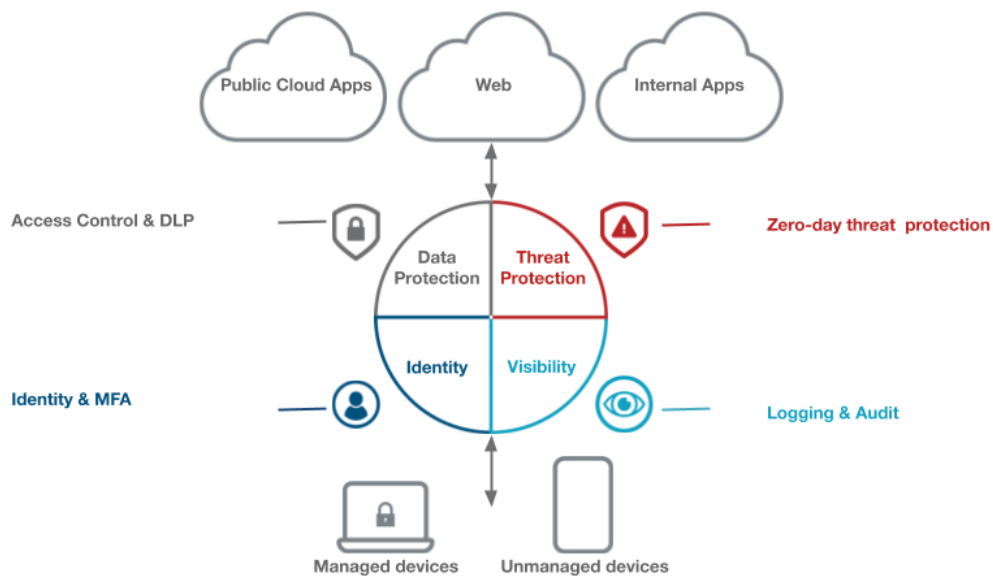 Public Cloud Apps
Web
Internal Apps
Access Control & DLP
Zero-day threat protection
Data
Protection
Threat
Protection
Identity
Visibility
Identity & MFA
Logging & Audit
Managed devices
Unmanaged devices